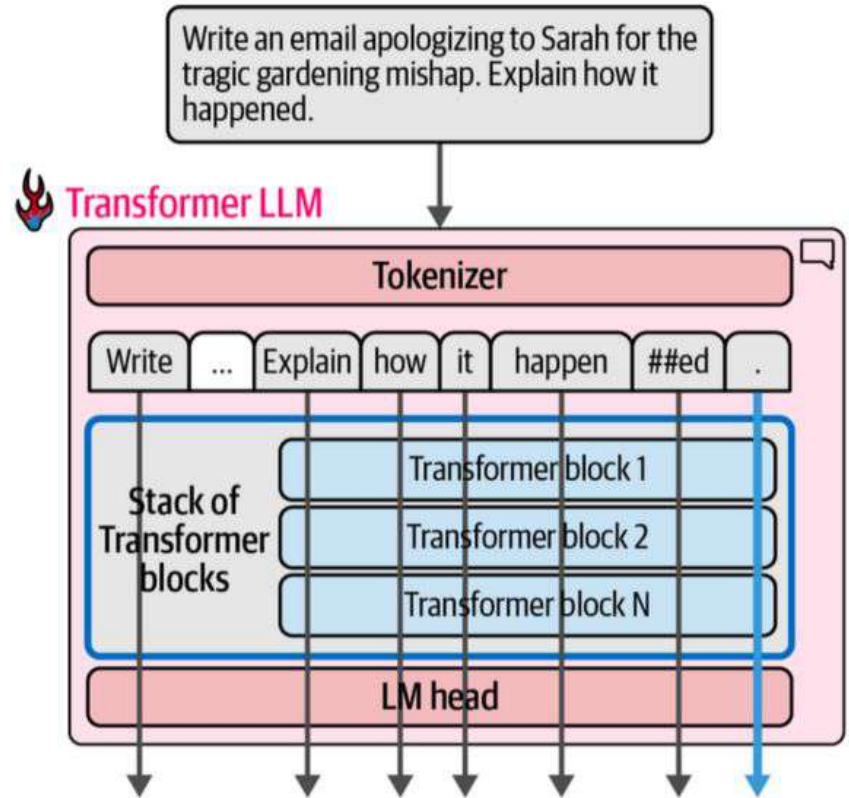 Write an email apologizing to Sarah for the
tragic gardening mishap. Explain how it
happened.
Transformer LLM
Tokenizer
Write ... Explain how it happen ##ed .
Stack of
Transformer
blocks
Transformer block 1
Transformer block 2
Transformer block N
LM head